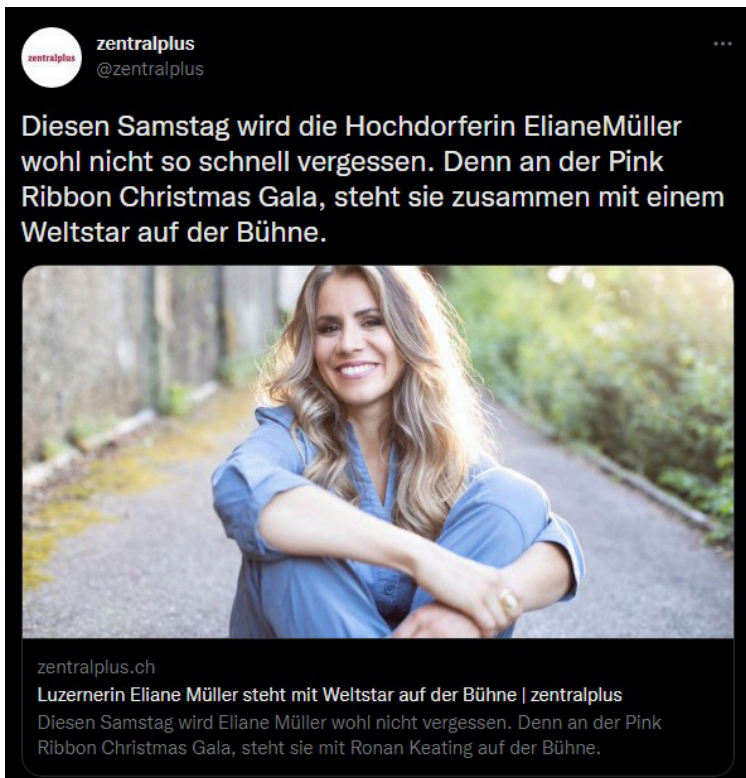 zentralplus
zentralplus
@zentralplus
Diesen Samstag wird die Hochdorferin ElianeMüller
wohl nicht so schnell vergessen. Denn an der Pink
Ribbon Christmas Gala, steht sie zusammen mit einem
Weltstar auf der Bühne.
zentralplus.ch
Luzernerin Eliane Müller steht mit Weltstar auf der Bühne | zentralplus
Diesen Samstag wird Eliane Müller wohl nicht vergessen. Denn an der Pink
Ribbon Christmas Gala, steht sie mit Ronan Keating auf der Bühne.